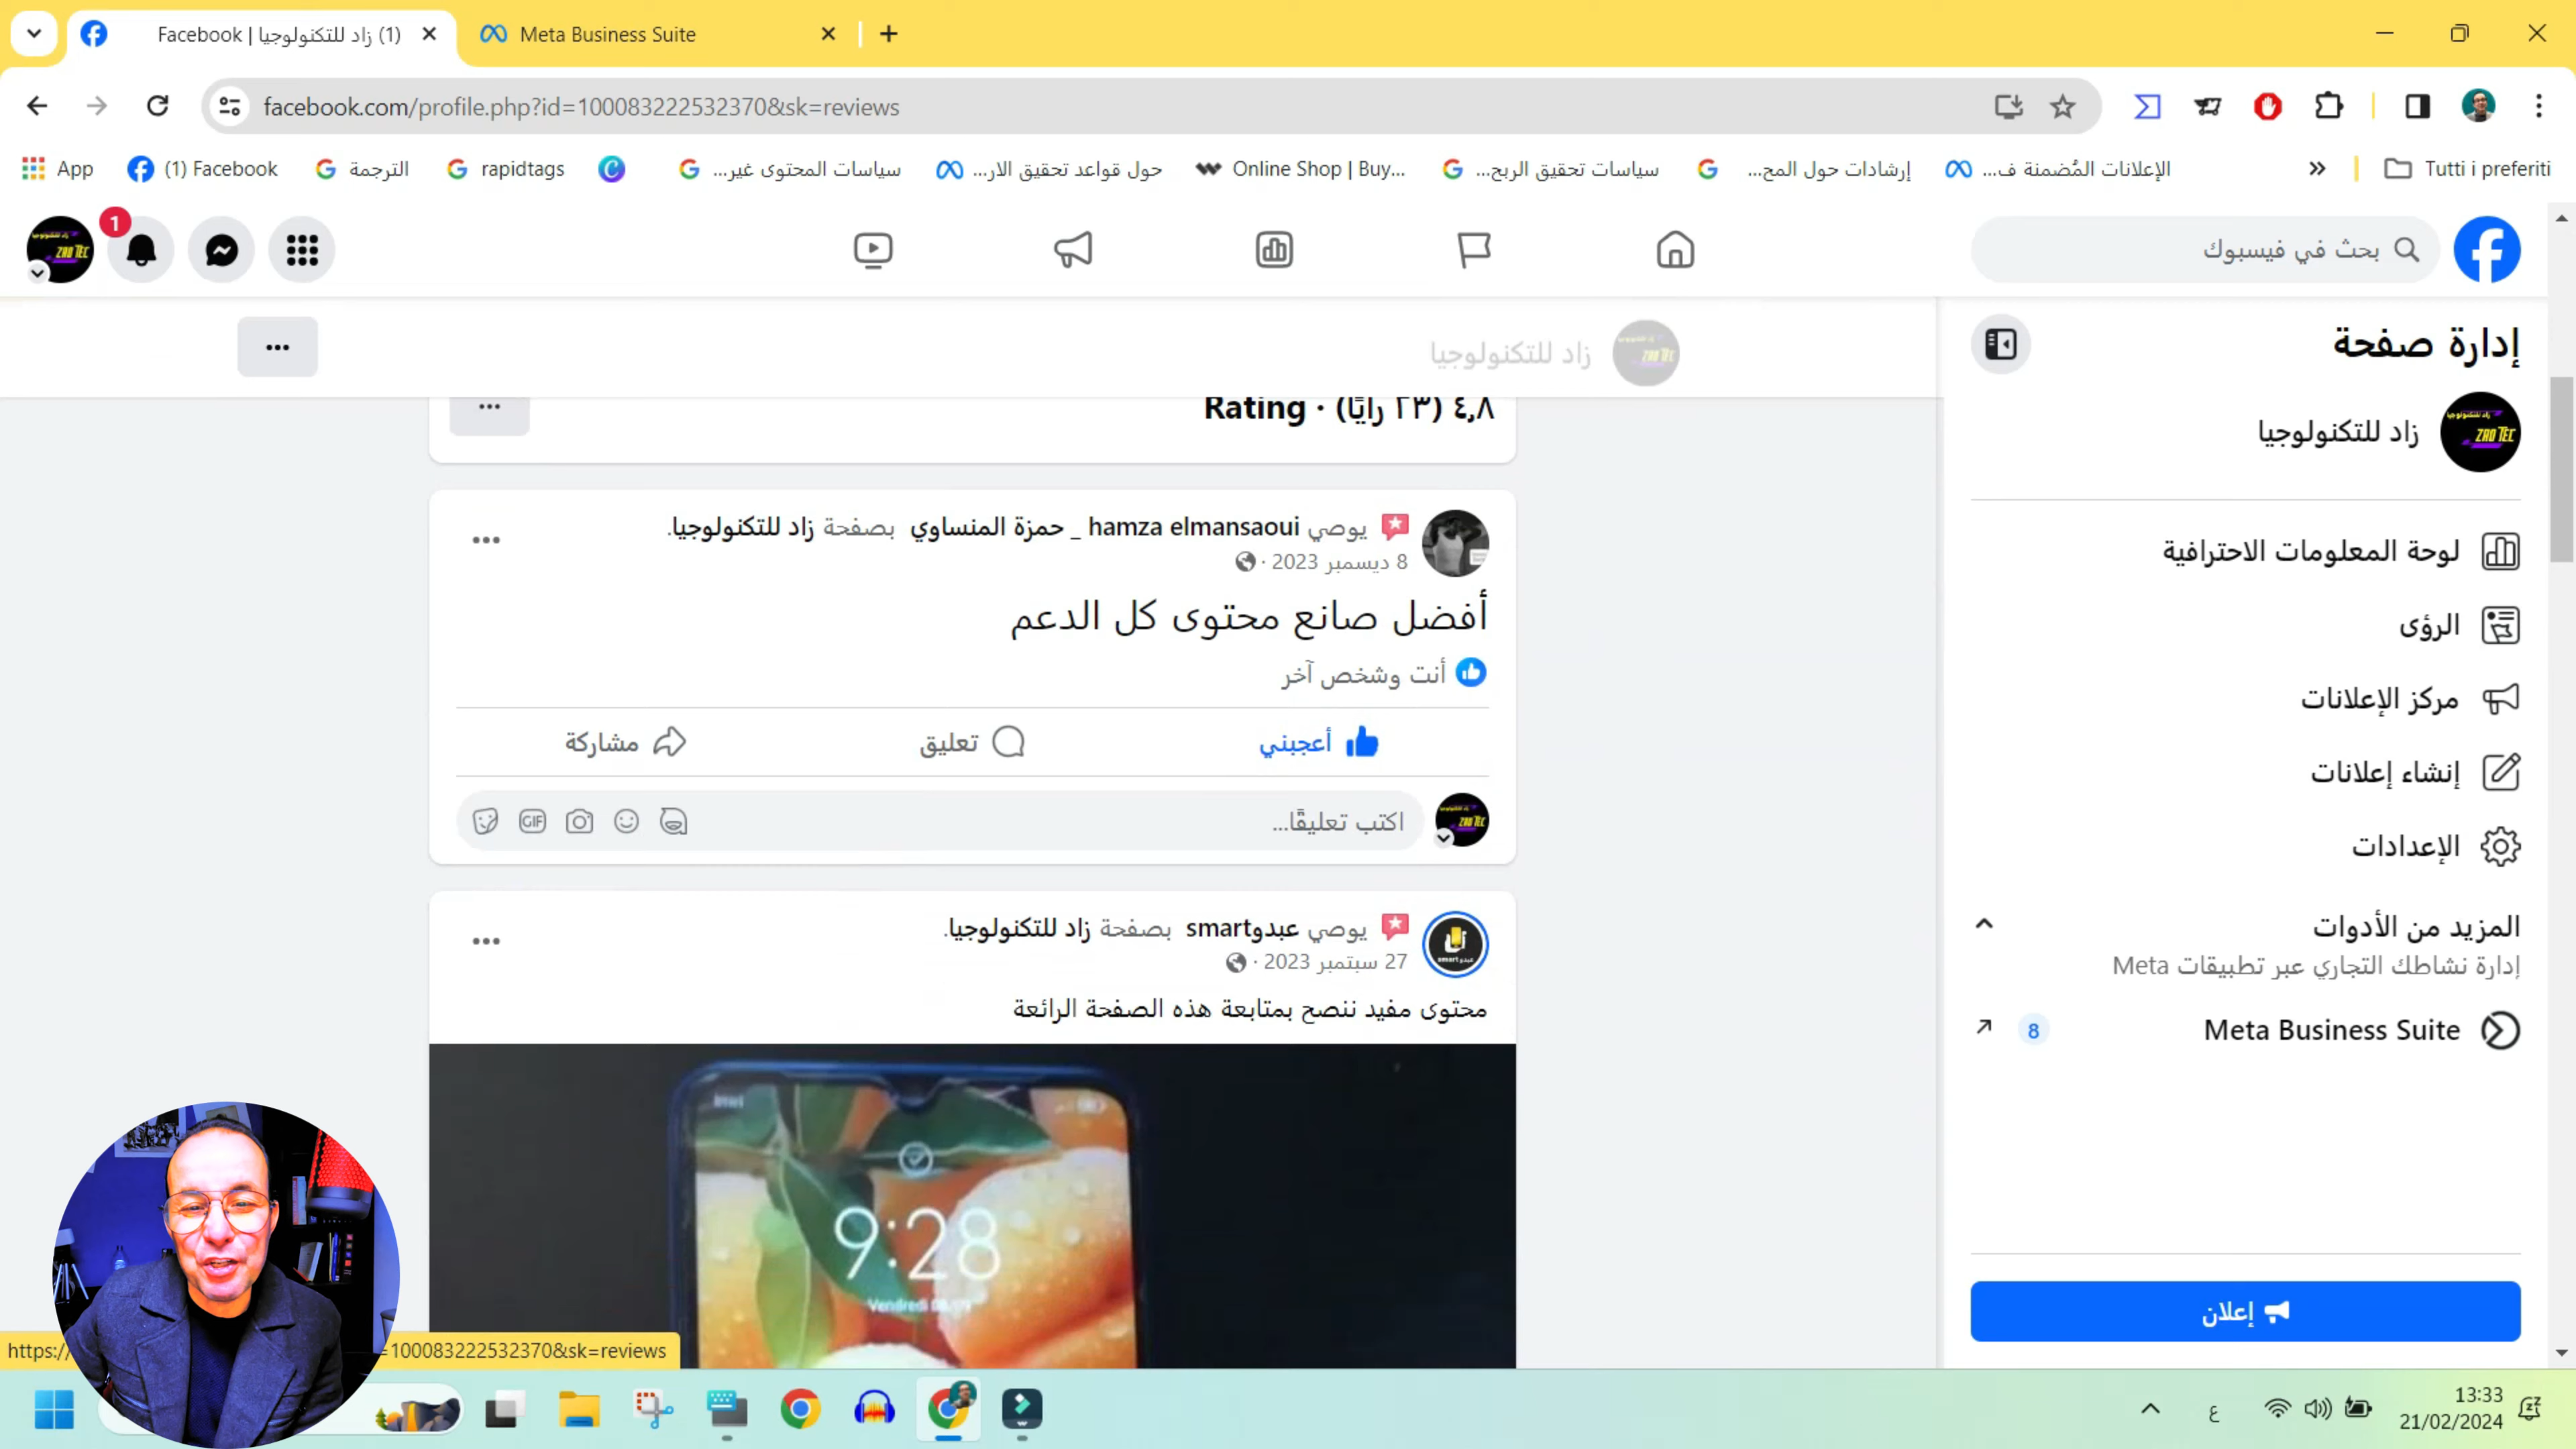 Facebook | زاد للتكنولوجيا (1)
Meta Business Suite
facebook.com/profile.php?id=100083222532370&sk=reviews
App
(1) Facebook
الترجمة
rapidtags
سياسات المحتوى غير...
حول قواعد تحقيق الار...
Online Shop | Buy...
سياسات تحقيق الربح...
إرشادات حول المح...
الإعلانات المُضمنة ف...
Tutti i preferiti
1
بحث في فيسبوك
زاد للتكنولوجيا
Rating · ٤٫٨ (٢٣ رأيًا)
يوصي hamza elmansaoui _ حمزة المنساوي بصفحة زاد للتكنولوجيا.
8 ديسمبر 2023 ·
أفضل صانع محتوى كل الدعم
أنت وشخص آخر
أعجبني
تعليق
مشاركة
اكتب تعليقًا...
GIF
يوصي عبدوsmart بصفحة زاد للتكنولوجيا.
27 سبتمبر 2023 ·
محتوى مفيد ننصح بمتابعة هذه الصفحة الرائعة
9:28
إدارة صفحة
زاد للتكنولوجيا
ZAD TEC
لوحة المعلومات الاحترافية
الرؤى
مركز الإعلانات
إنشاء إعلانات
الإعدادات
المزيد من الأدوات
إدارة نشاطك التجاري عبر تطبيقات Meta
Meta Business Suite
8
إعلان
https:/
=100083222532370&sk=reviews
ع
13:33
21/02/2024